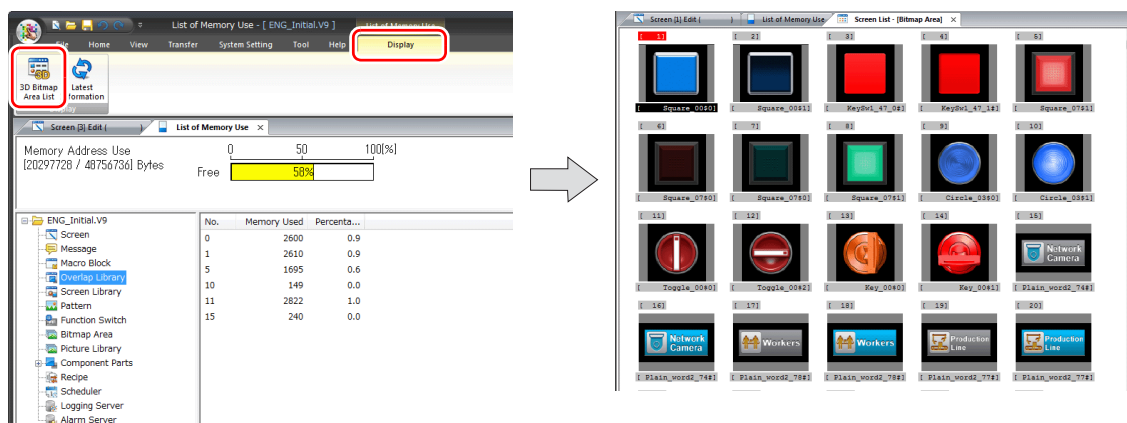 List of Memory Use - [ ENG_Initial.V9 ]
List of Memory Use
File Home View Transfer System Setting Tool Help Display
3D
3D Bitmap
Area List
Latest
Display
Screen [3] Edit ( ) List of Memory Use ×
Memory Address Use
[20297728 / 48756736] Bytes
0 50 100[%]
Free 58%
ENG_Initial.V9
Screen
Message
Macro Block
Overlap Library
Screen Library
Pattern
Function Switch
Bitmap Area
Picture Library
Component Parts
Recipe
Scheduler
Logging Server
Alarm Server
No. Memory Used Percenta...
0 2600 0.9
1 2610 0.9
5 1695 0.6
10 149 0.0
11 2822 1.0
15 240 0.0
Screen [1] Edit ( ) List of Memory Use Screen List - [Bitmap Area] ×
[ 1] [ 2] [ 3] [ 4] [ 5]
[ Square_00$0] [ Square_00$1] [ KeySw1_47_0$] [ KeySw1_47_1$] [ Square_07$1]
[ 6] [ 7] [ 8] [ 9] [ 10]
[ Square_07$0] [ Square_07$0] [ Square_07$1] [ Circle_03$0] [ Circle_03$1]
[ 11] [ 12] [ 13] [ 14] [ 15]
Network
Camera
[ Toggle_00$0] [ Toggle_00$2] [ Key_00$0] [ Key_00$1] [ Plain_word2_74$]
[ 16] [ 17] [ 18] [ 19] [ 20]
Network
Camera
Workers
Workers
Production
Line
Production
Line
[ Plain_word2_74$] [ Plain_word2_78$] [ Plain_word2_78$] [ Plain_word2_77$] [ Plain_word2_77$]